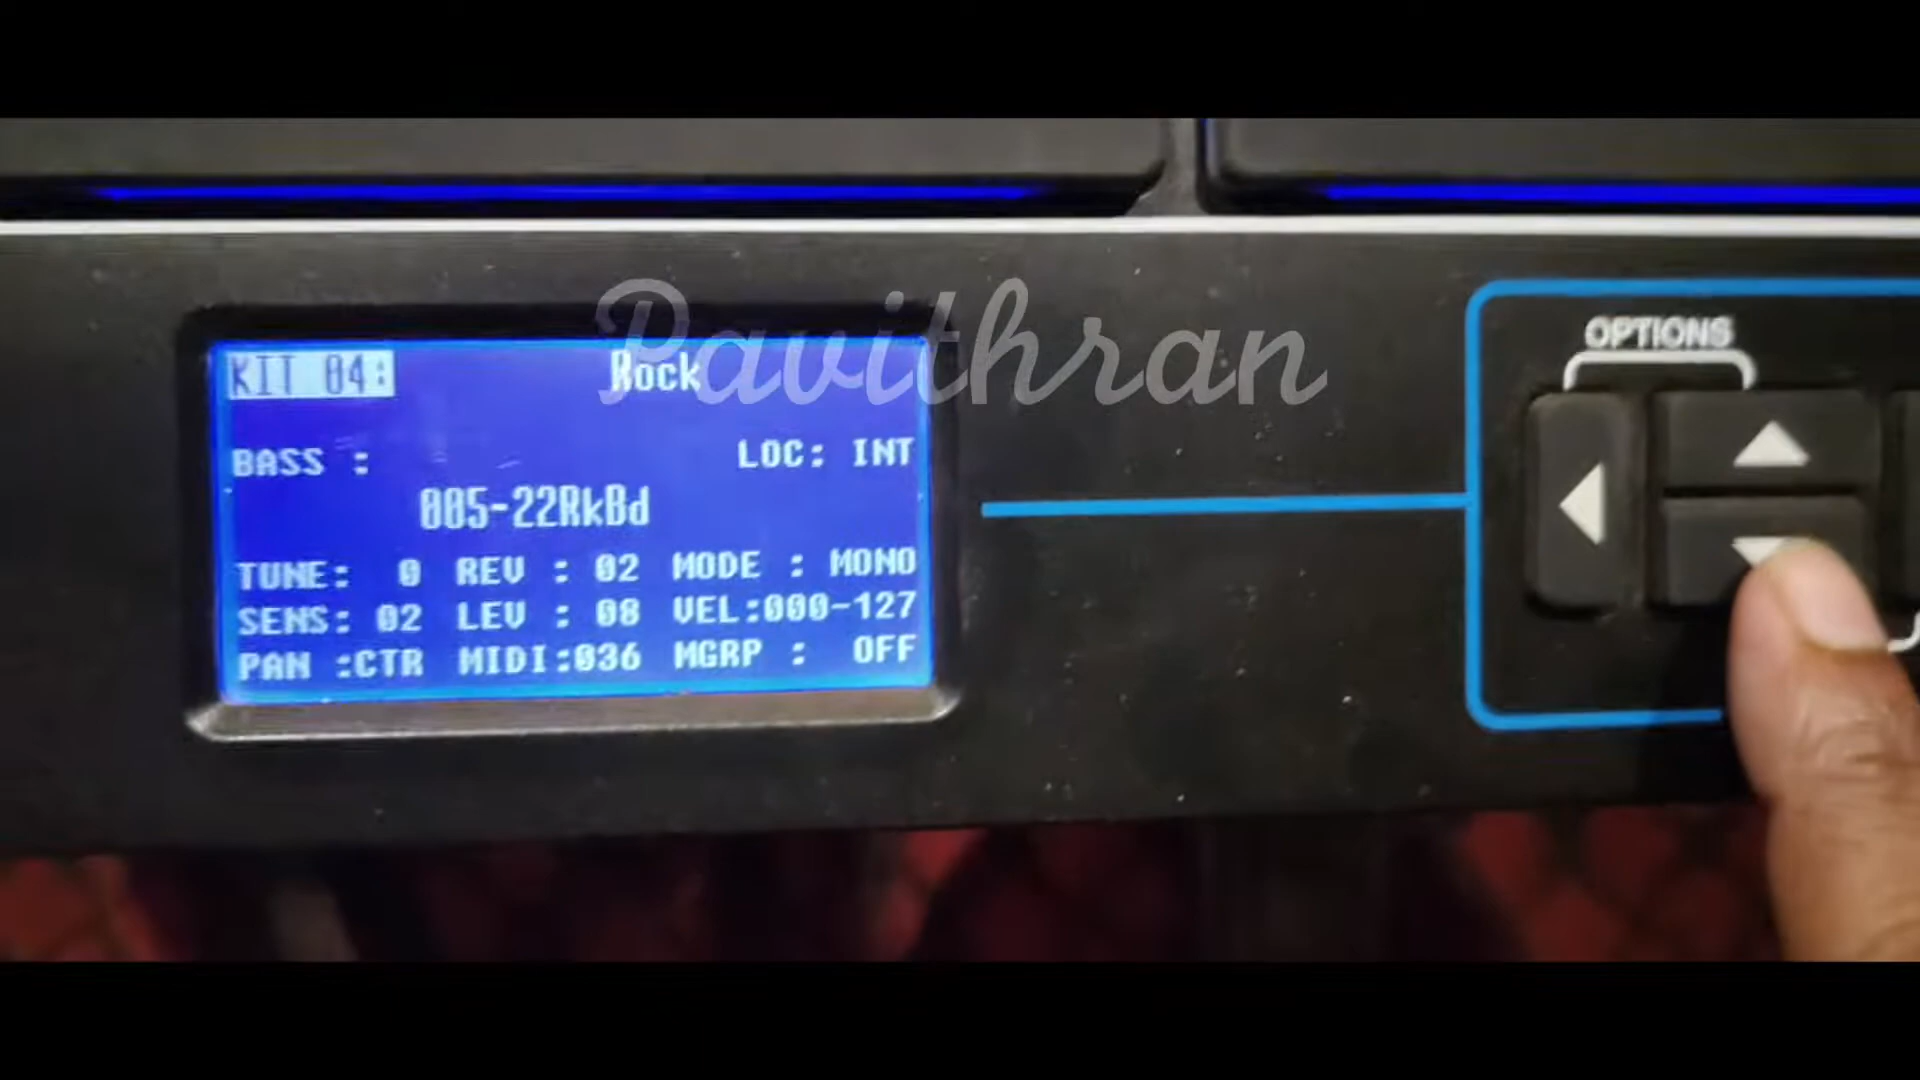 Pavithran
OPTIONS
KIT 04: Rock
BASS : LOC: INT
005-22RkBd
TUNE: 0 REV : 02 MODE : MONO
SENS: 02 LEV : 08 VEL:000-127
PAN :CTR MIDI:036 MGRP : OFF